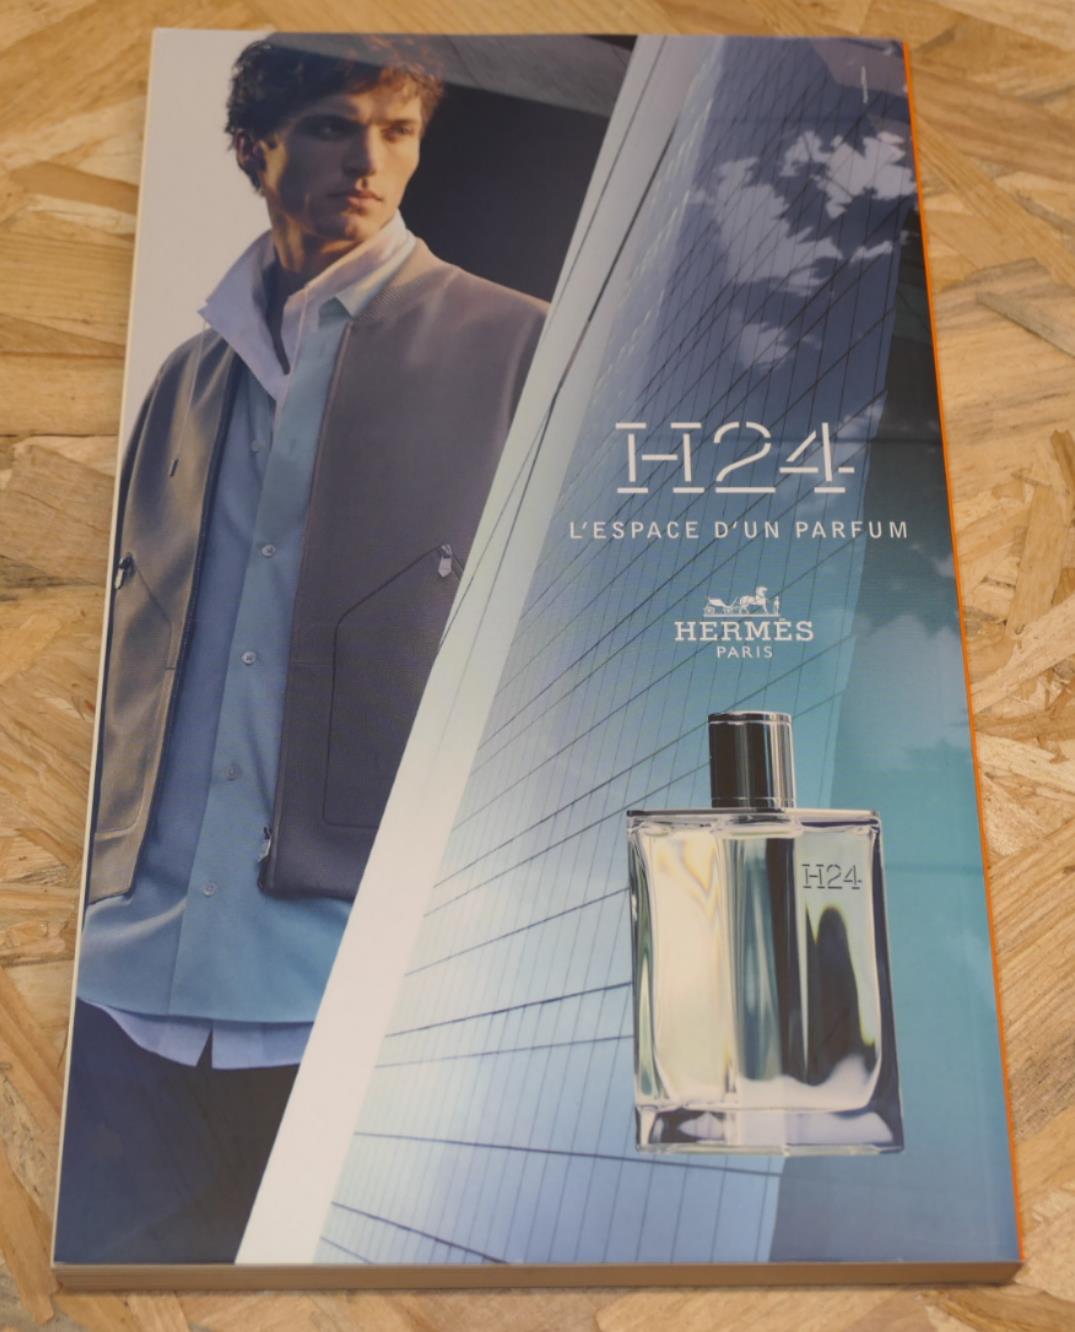 H24
L'ESPACE D'UN PARFUM
HERMÈS
PARIS
H24